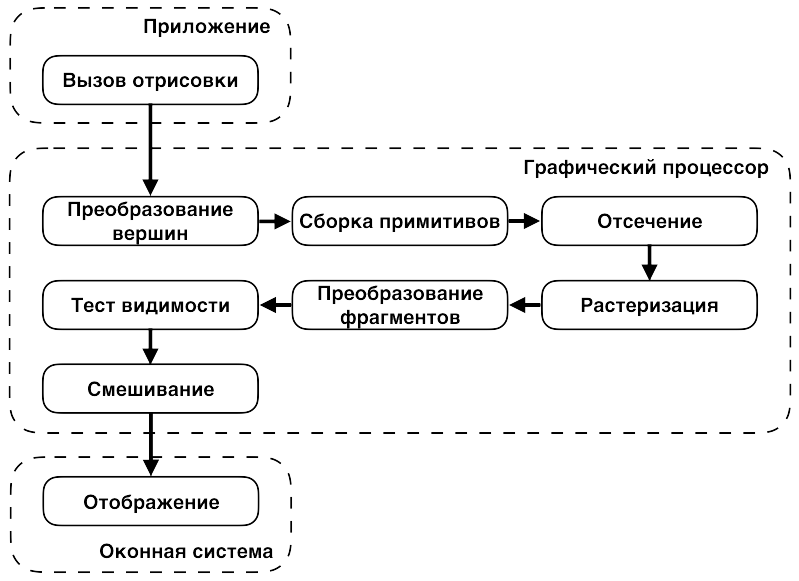 Приложение
Вызов отрисовки
Графический процессор
Преобразование
вершин
Сборка примитивов
Отсечение
Растеризация
Преобразование
фрагментов
Тест видимости
Смешивание
Отображение
Оконная система